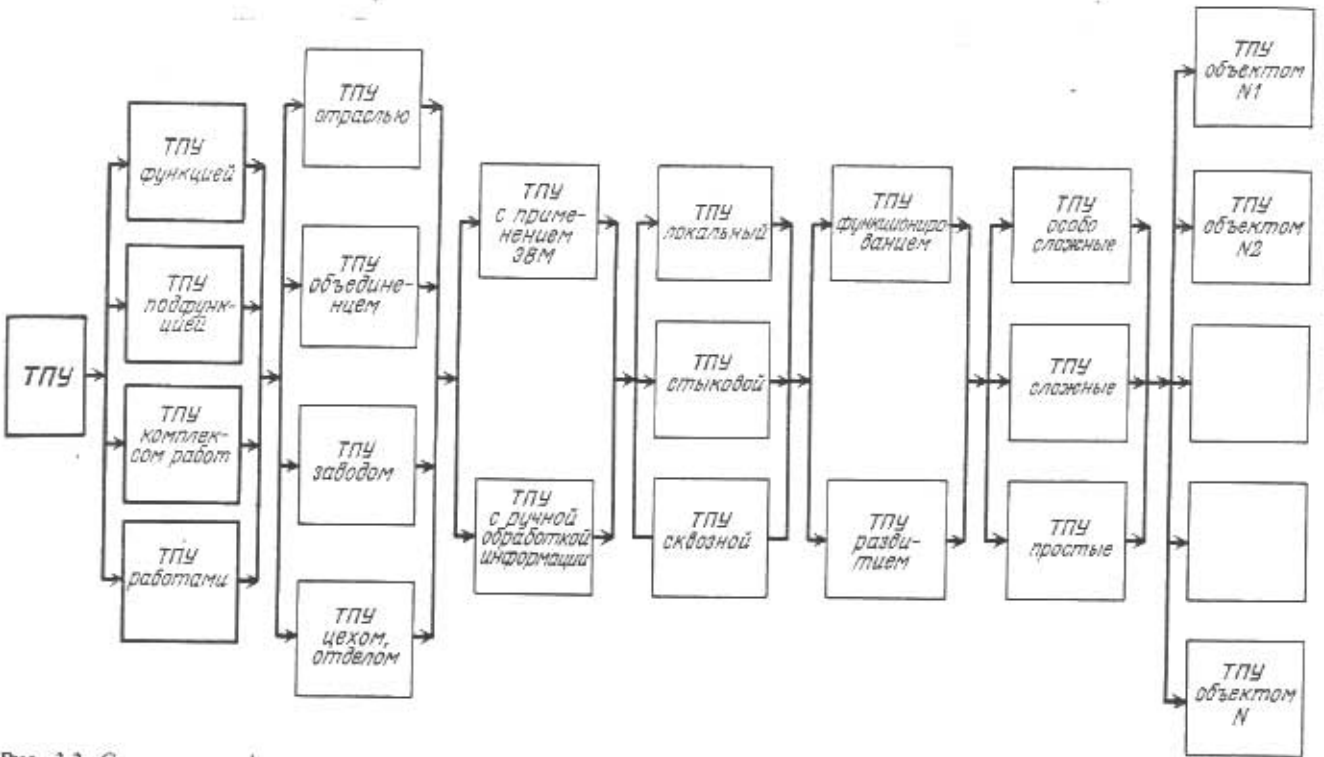 ТПУ
ТПУ
функцией
ТПУ
подфунк-
цией
ТПУ
комплек-
сом работ
ТПУ
работами
ТПУ
отраслью
ТПУ
объедине-
нием
ТПУ
заводом
ТПУ
цехом,
отделом
ТПУ
с приме-
нением
ЭВМ
ТПУ
с ручной
обработкой
информации
ТПУ
локальный
ТПУ
стыковой
ТПУ
сквозной
ТПУ
функциониро
ванием
ТПУ
разви-
тием
ТПУ
особо
сложные
ТПУ
сложные
ТПУ
простые
ТПУ
объектом
N1
ТПУ
объектом
N2
ТПУ
объектом
N